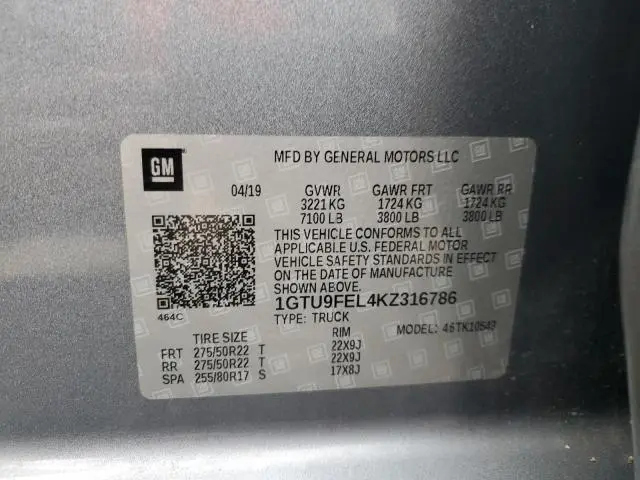 GM
MFD BY GENERAL MOTORS LLC
04/19 GVWR GAWR FRT GAWR RR
3221 KG 1724 KG 1724 KG
7100 LB 3800 LB 3800 LB
THIS VEHICLE CONFORMS TO ALL
APPLICABLE U.S. FEDERAL MOTOR
VEHICLE SAFETY STANDARDS IN EFFECT
ON THE DATE OF MANUFACTURE
SHOWN ABOVE.
1GTU9FEL4KZ316786
464C
TYPE: TRUCK
MODEL: 46TK10543
TIRE SIZE RIM
FRT 275/50R22 T 22X9J
RR 275/50R22 T 22X9J
SPA 255/80R17 S 17X8J